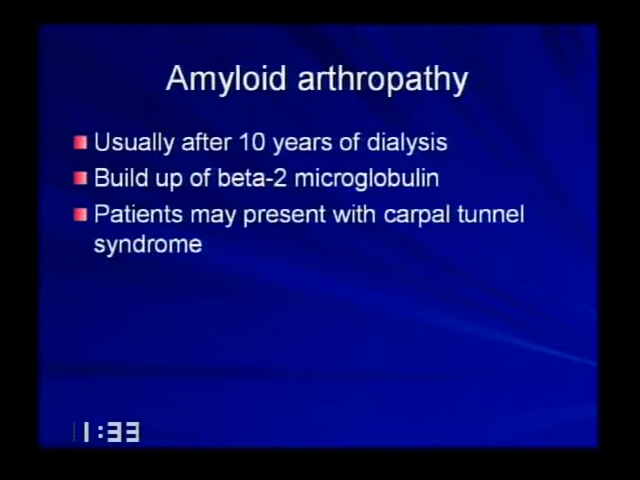 Amyloid arthropathy
Usually after 10 years of dialysis
Build up of beta-2 microglobulin
Patients may present with carpal tunnel
syndrome
1:33